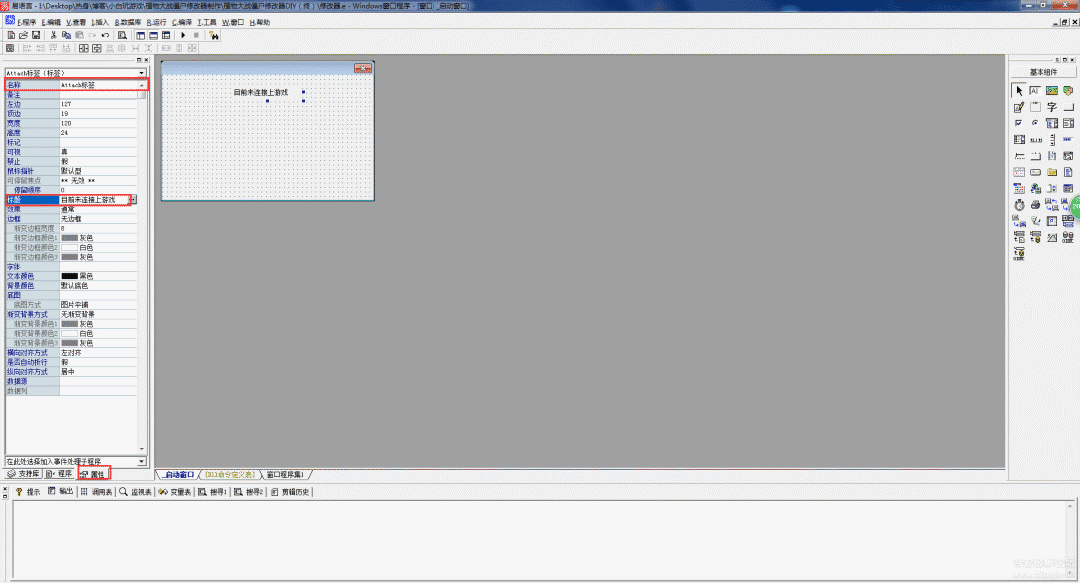 易语言 - I:\Desktop\热身\博客\小白玩游戏\植物大战僵尸修改器制作\植物大战僵尸修改器DIY（终）\修改器.e - Windows窗口程序 - [窗口 _启动窗口]
F.程序 E.编辑 V.查看 I.插入 B.数据库 R.运行 C.编译 T.工具 W.窗口 H.帮助
Attach标签（标签）
名称 Attach标签
备注
左边 127
顶边 19
宽度 120
高度 24
标记
可视 真
禁止 假
鼠标指针 默认型
可停留焦点 ** 无效 **
停留顺序 0
标题 目前未连接上游戏
效果 通常
边框 无边框
渐变边框宽度 8
渐变边框颜色1 灰色
渐变边框颜色2 白色
渐变边框颜色3 灰色
字体
文本颜色 黑色
背景颜色 默认底色
底图
底图方式 图片平铺
渐变背景方式 无渐变背景
渐变背景颜色1 灰色
渐变背景颜色2 白色
渐变背景颜色3 灰色
横向对齐方式 左对齐
是否自动折行 假
纵向对齐方式 居中
数据源
数据列
在此处选择加入事件处理子程序
支持库 程序 属性
目前未连接上游戏
基本组件
_启动窗口 (Dll命令定义表) 窗口程序集1
提示 输出 调用表 监视表 变量表 搜寻1 搜寻2 剪辑历史